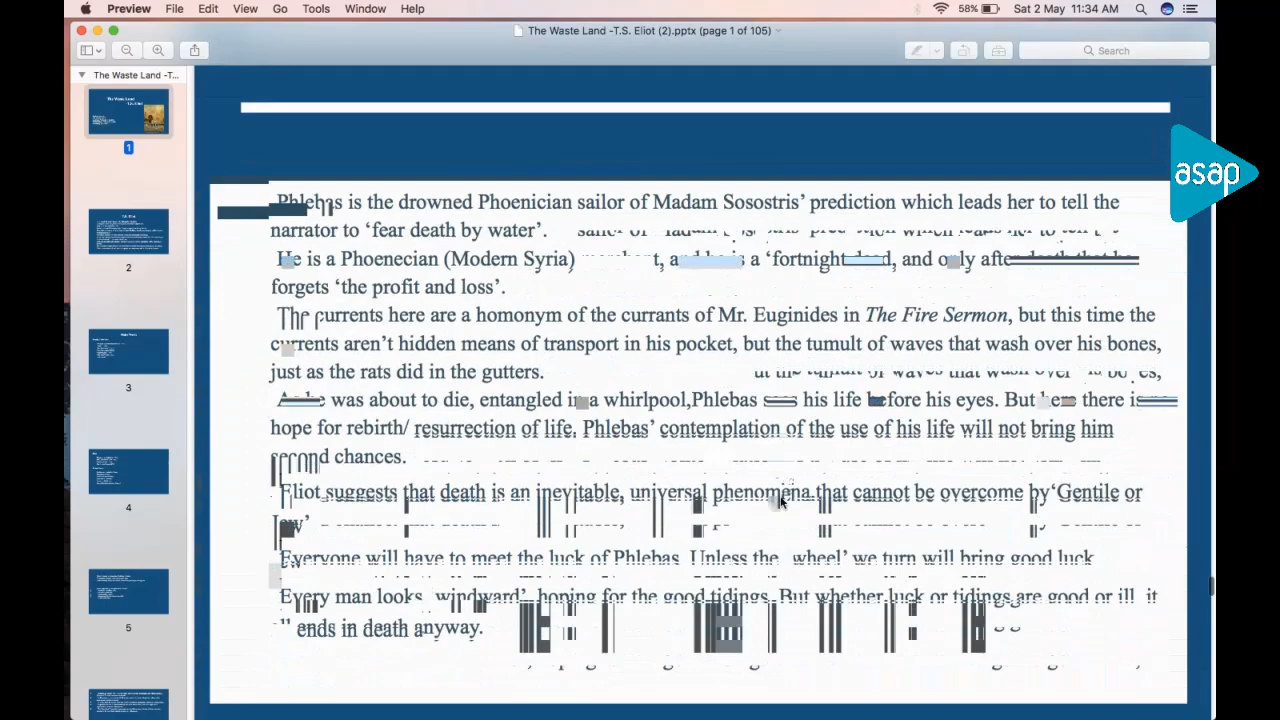 Preview File Edit View Go Tools Window Help 58% Sat 2 May 11:34 AM
The Waste Land -T.S. Eliot (2).pptx (page 1 of 105)
Search
The Waste Land -T...
1
2
3
4
5
asap
Phlebas is the drowned Phoenician sailor of Madam Sosostris' prediction which leads her to tell the
narrator to 'fear death by water'.
He is a Phoenecian (Modern Syria) a 'fortnight dead, and only after death that he
forgets 'the profit and loss'.
The currents here are a homonym of the currants of Mr. Euginides in The Fire Sermon, but this time the
currents aren't hidden means of transport in his pocket, but the tumult of waves that wash over his bones,
just as the rats did in the gutters.
As he was about to die, entangled in a whirlpool,Phlebas sees his life before his eyes. But here there is
hope for rebirth/ resurrection of life. Phlebas' contemplation of the use of his life will not bring him
second chances.
Eliot suggests that death is an inevitable, universal phenomena that cannot be overcome by'Gentile or
Jew'
Everyone will have to meet the luck of Phlebas. Unless the wheel' we turn will bring good luck
Every man looks windward', hoping for the good tidings. But whether luck or tidings are good or ill, it
all ends in death anyway.